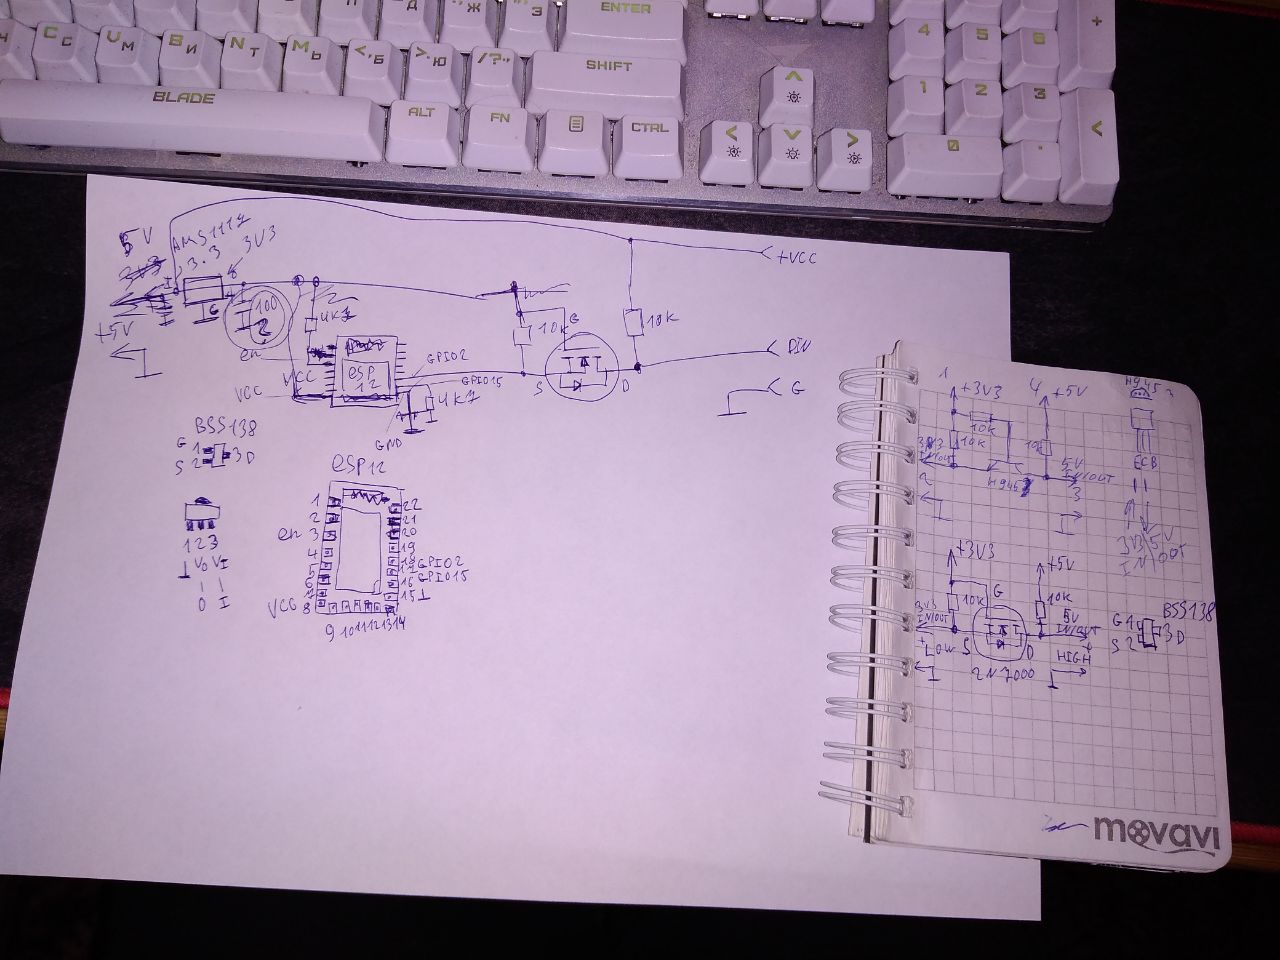 ENTER
SHIFT
BLADE
ALT
FN
CTRL
C С
V М
B И
N Т
M Ь
< , Б
> . Ю
/ ? . ,
4 5 6
1 2 3
0
+
5V
AMS1117
3.3
3V3
+5V
100
4K7
en
VCC
VCC
esp
12
GPIO2
GPIO15
4K7
GND
10K
G
S
D
10K
+VCC
DIN
G
BSS138
G 1
S 2
3 D
1 2 3
⊥ Vo VI
O I
esp12
1
2
en 3
4
5
6
7
VCC 8
9 10 11 12 13 14
22
21
20
19
18
17 GPIO2
16 GPIO15
15 ⊥
1
+3V3
4
+5V
H945
10K
10K
10K
3V3
IN/OUT
2
H945
5V
IN/OUT
3
ECB
3V3 5V
IN OUT
+3V3
+5V
10K
G
10K
3V3
IN/OUT
5V
IN/OUT
LOW
S
D
HIGH
2N7000
BSS138
G 1
S 2
3 D
movavi